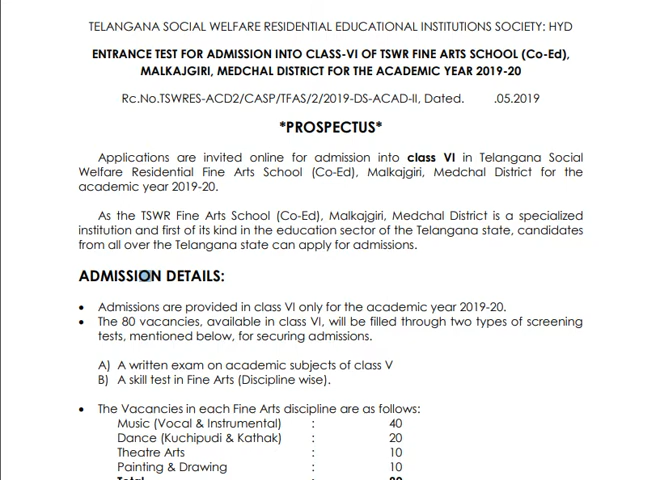 TELANGANA SOCIAL WELFARE RESIDENTIAL EDUCATIONAL INSTITUTIONS SOCIETY: HYD
ENTRANCE TEST FOR ADMISSION INTO CLASS-VI OF TSWR FINE ARTS SCHOOL (Co-Ed),
MALKAJGIRI, MEDCHAL DISTRICT FOR THE ACADEMIC YEAR 2019-20
Rc.No.TSWRES-ACD2/CASP/TFAS/2/2019-DS-ACAD-II, Dated. .05.2019
*PROSPECTUS*
Applications are invited online for admission into class VI in Telangana Social
Welfare Residential Fine Arts School (Co-Ed), Malkajgiri, Medchal District for the
academic year 2019-20.
As the TSWR Fine Arts School (Co-Ed), Malkajgiri, Medchal District is a specialized
institution and first of its kind in the education sector of the Telangana state, candidates
from all over the Telangana state can apply for admissions.
ADMISSION DETAILS:
• Admissions are provided in class VI only for the academic year 2019-20.
• The 80 vacancies, available in class VI, will be filled through two types of screening
tests, mentioned below, for securing admissions.
A) A written exam on academic subjects of class V
B) A skill test in Fine Arts (Discipline wise).
• The Vacancies in each Fine Arts discipline are as follows:
Music (Vocal & Instrumental) : 40
Dance (Kuchipudi & Kathak) : 20
Theatre Arts : 10
Painting & Drawing : 10